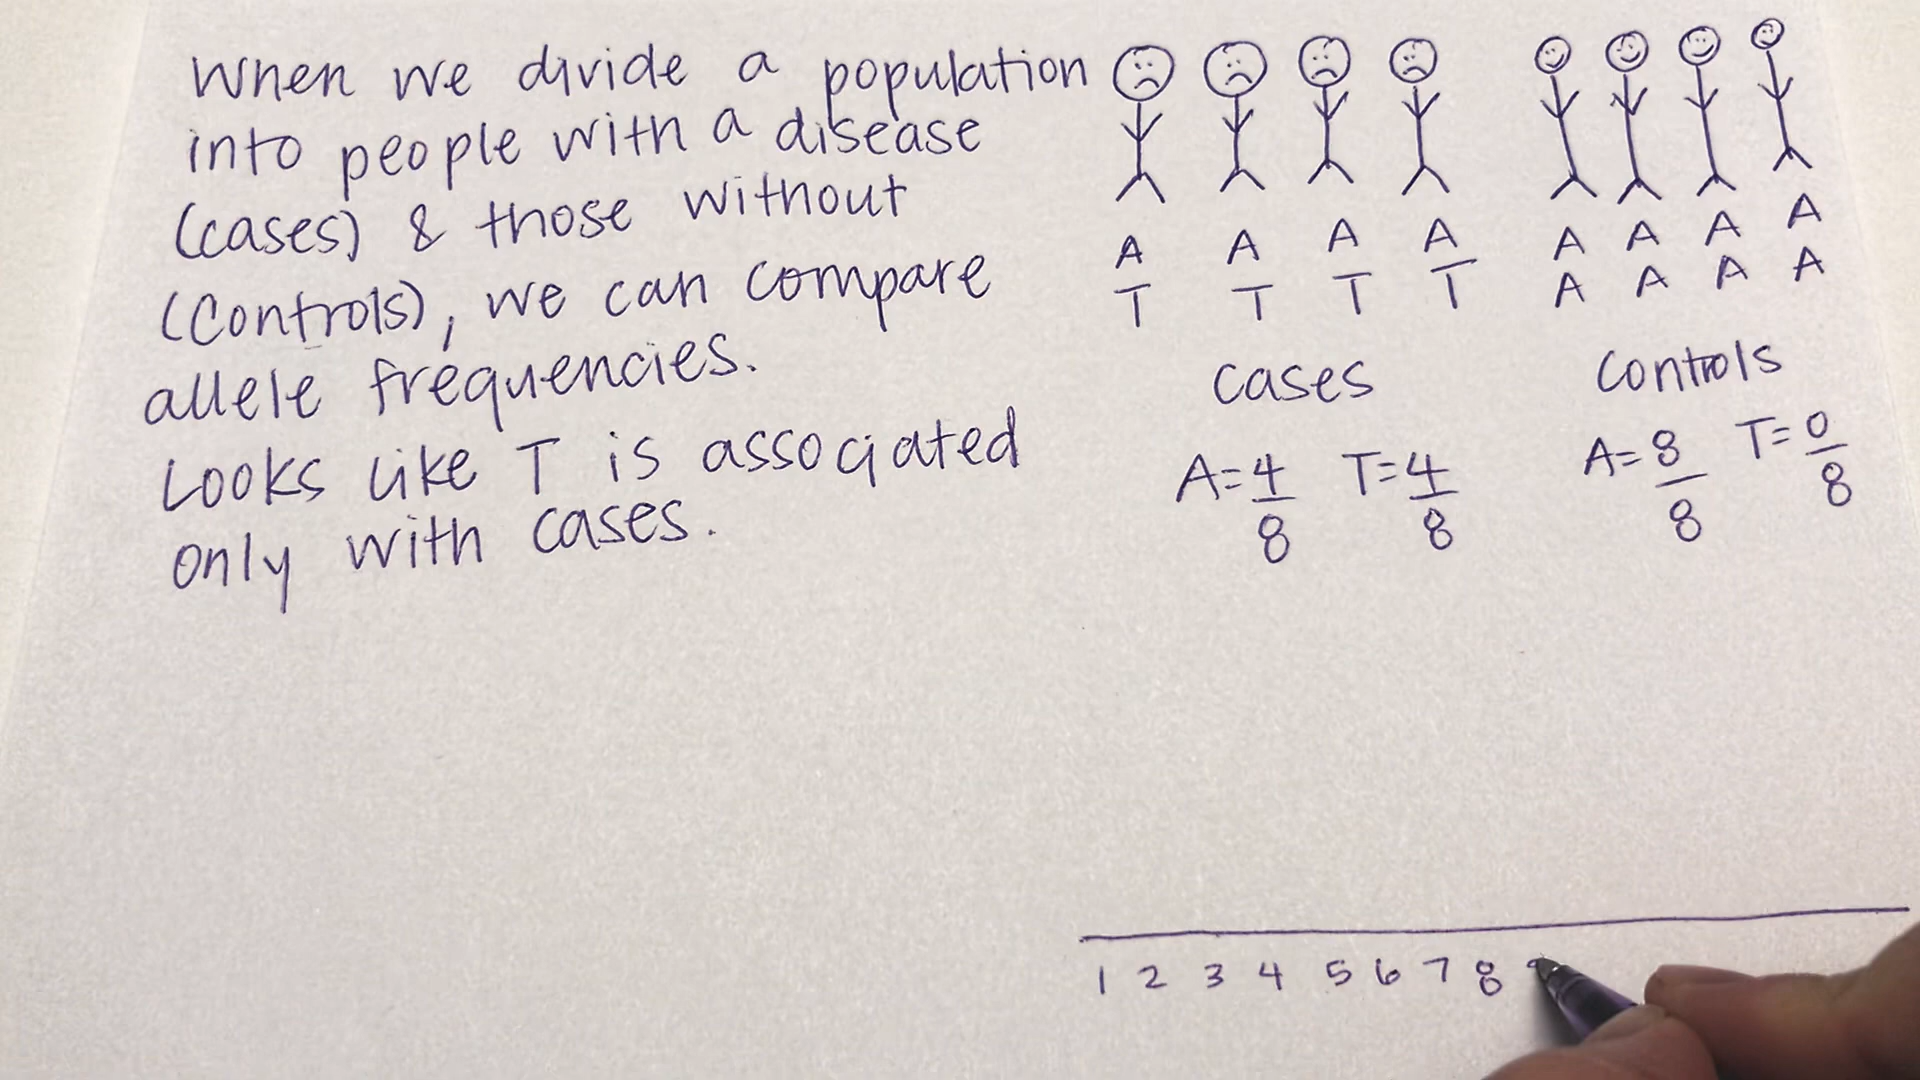 When we divide a population
into people with a disease
(cases) & those without
(Controls), we can compare
allele frequencies.
Looks like T is associated
only with cases.
A A A A A A A A
T T T T A A A A
Cases Controls
A=4/8 T=4/8 A=8/8 T=0/8
1 2 3 4 5 6 7 8